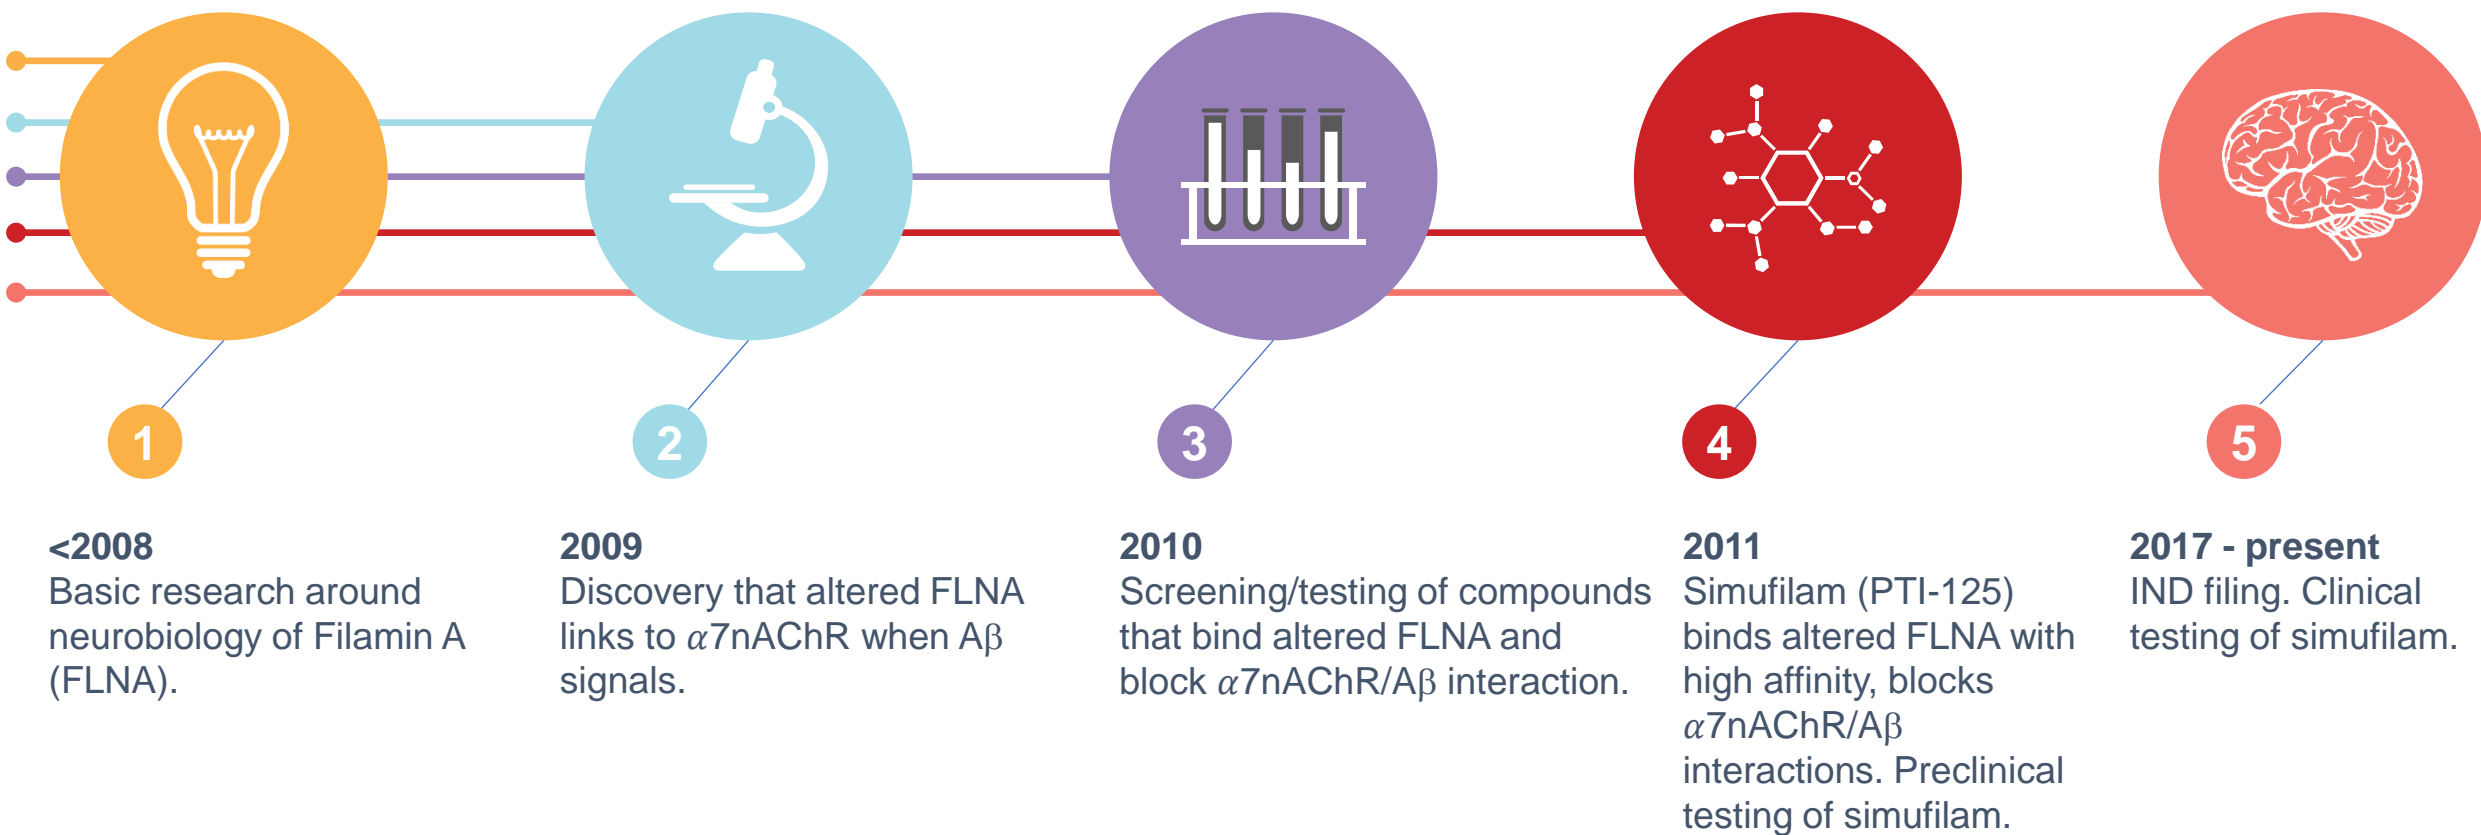 1
2
3
4
5
<2008
Basic research around
neurobiology of Filamin A
(FLNA).
2009
Discovery that altered FLNA
links to α7nAChR when Aβ
signals.
2010
Screening/testing of compounds
that bind altered FLNA and
block α7nAChR/Aβ interaction.
2011
Simufilam (PTI-125)
binds altered FLNA with
high affinity, blocks
α7nAChR/Aβ
interactions. Preclinical
testing of simufilam.
2017 - present
IND filing. Clinical
testing of simufilam.